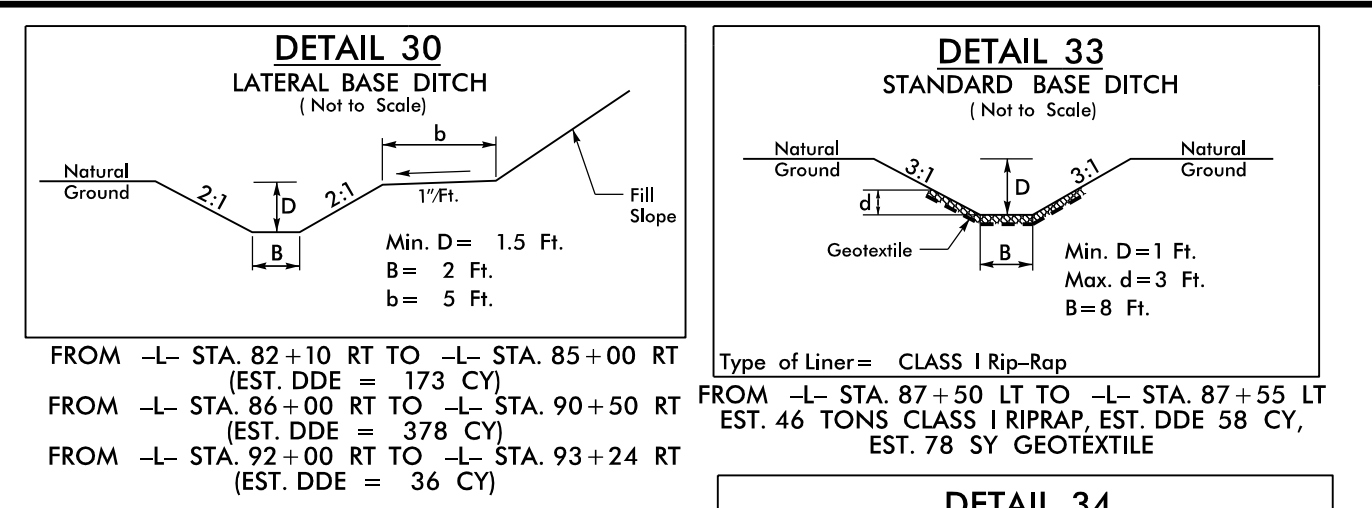 DETAIL 30
LATERAL BASE DITCH
( Not to Scale)
b
Natural
Ground
2:1
D
2:1
1"/Ft.
Fill
Slope
B
Min. D = 1.5 Ft.
B = 2 Ft.
b = 5 Ft.
FROM –L– STA. 82+10 RT TO –L– STA. 85+00 RT
(EST. DDE = 173 CY)
FROM –L– STA. 86+00 RT TO –L– STA. 90+50 RT
(EST. DDE = 378 CY)
FROM –L– STA. 92+00 RT TO –L– STA. 93+24 RT
(EST. DDE = 36 CY)
DETAIL 33
STANDARD BASE DITCH
( Not to Scale)
Natural
Ground
3:1
D
3:1
Natural
Ground
d
Geotextile
B
Min. D=1 Ft.
Max. d=3 Ft.
B=8 Ft.
Type of Liner= CLASS I Rip–Rap
FROM –L– STA. 87+50 LT TO –L– STA. 87+55 LT
EST. 46 TONS CLASS I RIPRAP, EST. DDE 58 CY,
EST. 78 SY GEOTEXTILE
DETAIL 34